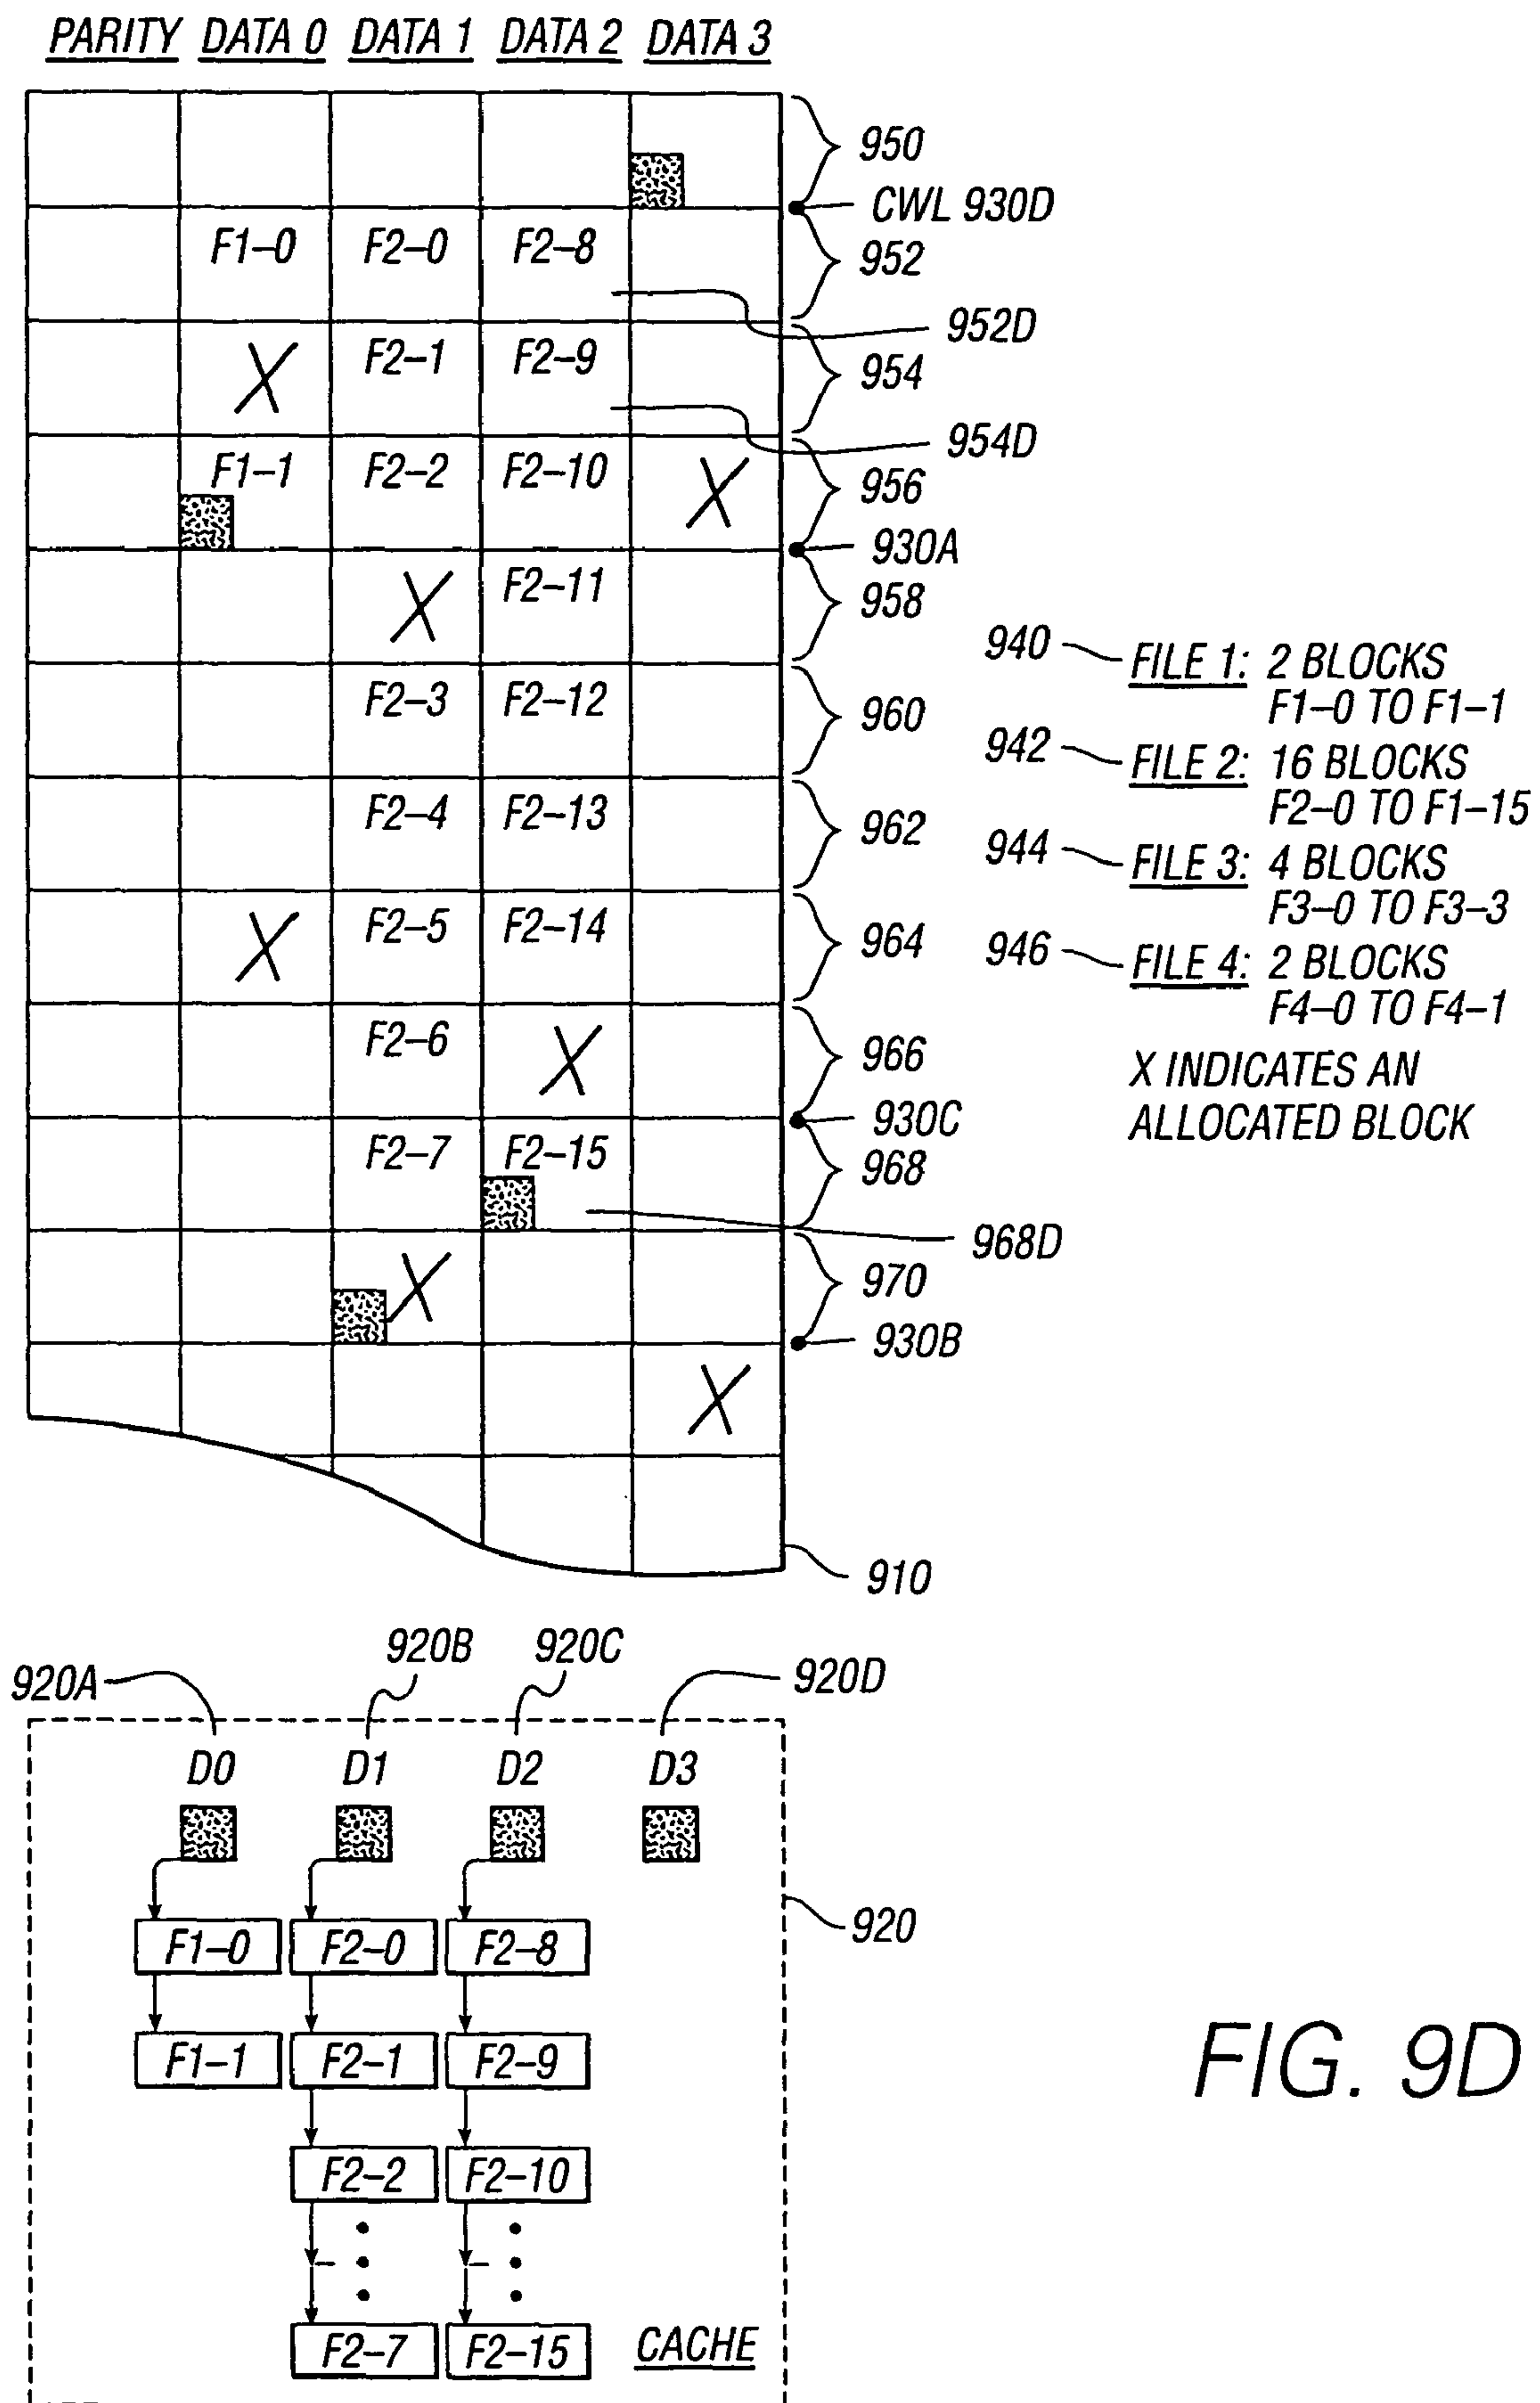 PARITY DATA 0 DATA 1 DATA 2 DATA 3
950
CWL 930D
F1–0 F2–0 F2–8 952
952D
X F2–1 F2–9 954
954D
F1–1 F2–2 F2–10 X 956
930A
X F2–11 958
F2–3 F2–12 960
F2–4 F2–13 962
X F2–5 F2–14 964
F2–6 X 966
930C
F2–7 F2–15 968
968D
X 970
930B
X
910
940 FILE 1: 2 BLOCKS
F1–0 TO F1–1
942 FILE 2: 16 BLOCKS
F2–0 TO F1–15
944 FILE 3: 4 BLOCKS
F3–0 TO F3–3
946 FILE 4: 2 BLOCKS
F4–0 TO F4–1
X INDICATES AN
ALLOCATED BLOCK
920A 920B 920C 920D
D0 D1 D2 D3
920
F1–0 F2–0 F2–8
F1–1 F2–1 F2–9
F2–2 F2–10
F2–7 F2–15 CACHE
FIG. 9D